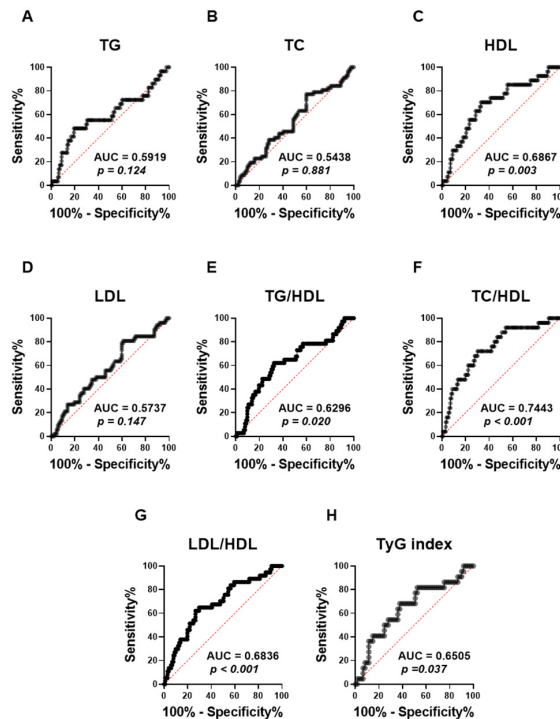 A
TG
Sensitivity%
100
80
60
40
20
0
0 20 40 60 80 100
AUC = 0.5919
p = 0.124
100% - Specificity%
B
TC
Sensitivity%
100
80
60
40
20
0
0 20 40 60 80 100
AUC = 0.5438
p = 0.881
100% - Specificity%
C
HDL
Sensitivity%
100
80
60
40
20
0
0 20 40 60 80 100
AUC = 0.6867
p = 0.003
100% - Specificity%
D
LDL
Sensitivity%
100
80
60
40
20
0
0 20 40 60 80 100
AUC = 0.5737
p = 0.147
100% - Specificity%
E
TG/HDL
Sensitivity%
100
80
60
40
20
0
0 20 40 60 80 100
AUC = 0.6296
p = 0.020
100% - Specificity%
F
TC/HDL
Sensitivity%
100
80
60
40
20
0
0 20 40 60 80 100
AUC = 0.7443
p < 0.001
100% - Specificity%
G
LDL/HDL
Sensitivity%
100
80
60
40
20
0
0 20 40 60 80 100
AUC = 0.6836
p < 0.001
100% - Specificity%
H
TyG index
Sensitivity%
100
80
60
40
20
0
0 20 40 60 80 100
AUC = 0.6505
p =0.037
100% - Specificity%